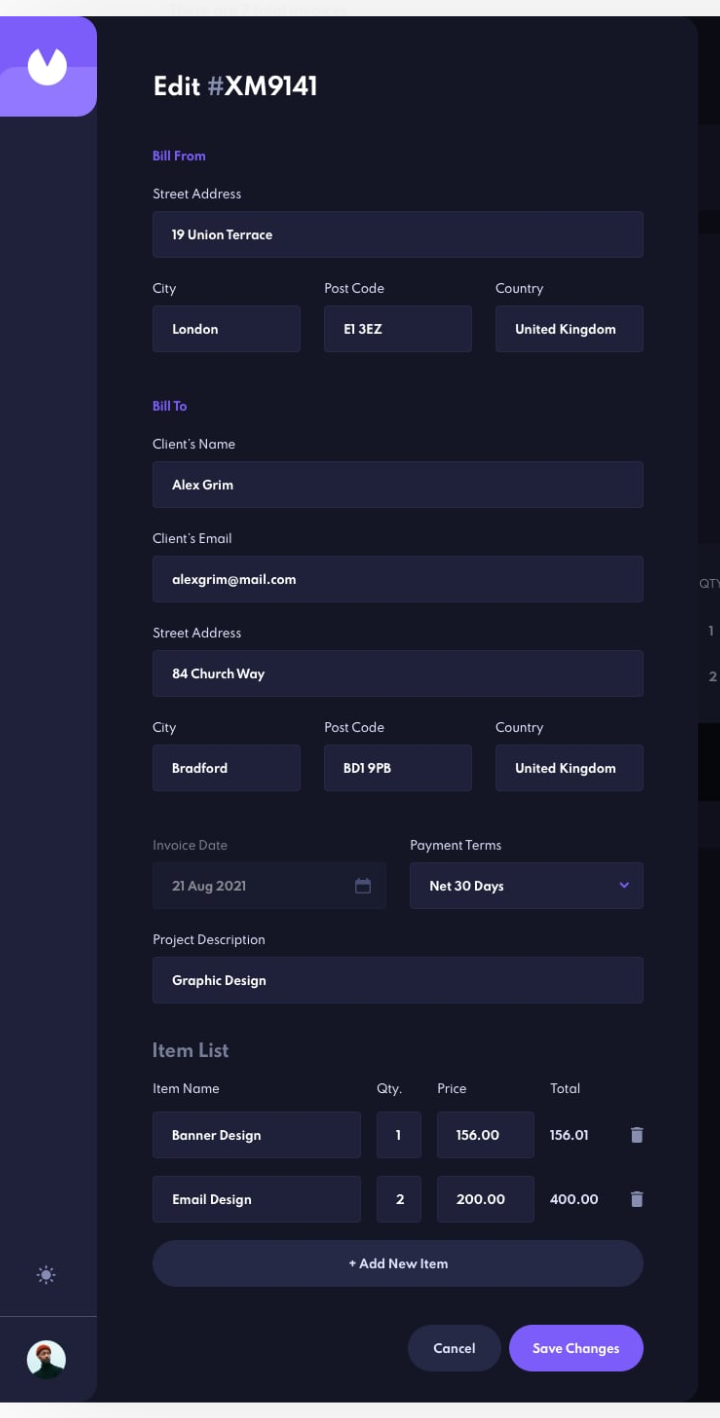 Edit #XM9141
Bill From
Street Address
19 Union Terrace
City Post Code Country
London E1 3EZ United Kingdom
Bill To
Client's Name
Alex Grim
Client's Email
alexgrim@mail.com
Street Address
84 Church Way
City Post Code Country
Bradford BD1 9PB United Kingdom
Invoice Date Payment Terms
21 Aug 2021 Net 30 Days
Project Description
Graphic Design
Item List
Item Name Qty. Price Total
Banner Design 1 156.00 156.01
Email Design 2 200.00 400.00
+ Add New Item
Cancel Save Changes
QTY
1
2